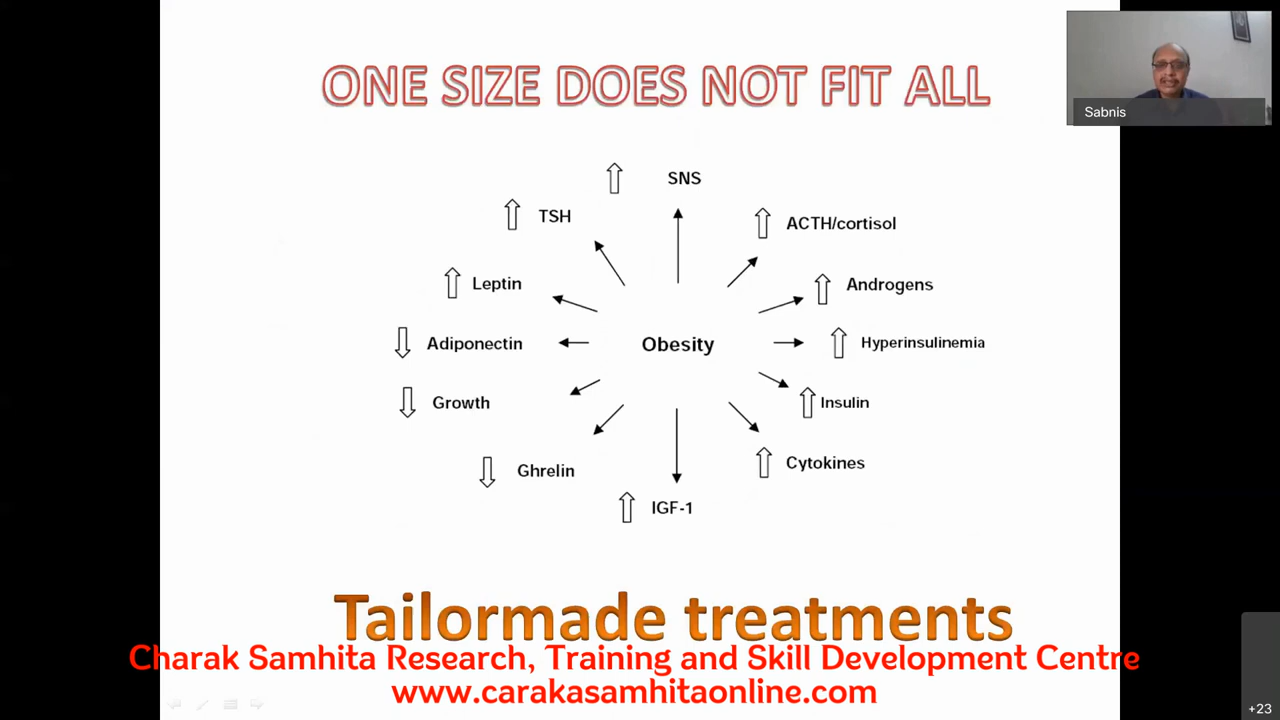 ONE SIZE DOES NOT FIT ALL
Sabnis
SNS
TSH
ACTH/cortisol
Leptin
Androgens
Adiponectin
Obesity
Hyperinsulinemia
Growth
Insulin
Ghrelin
Cytokines
IGF-1
Tailormade treatments
Charak Samhita Research, Training and Skill Development Centre
www.carakasamhitaonline.com
+23